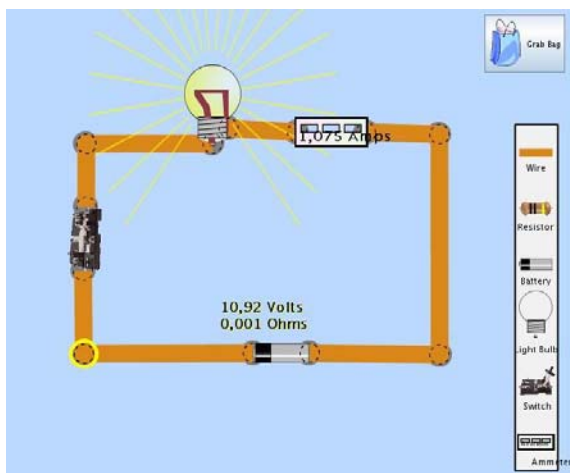 Grab Bag
1,075 Amps
Wire
Resistor
Battery
10,92 Volts
0,001 Ohms
Light Bulb
Switch
Ammeter